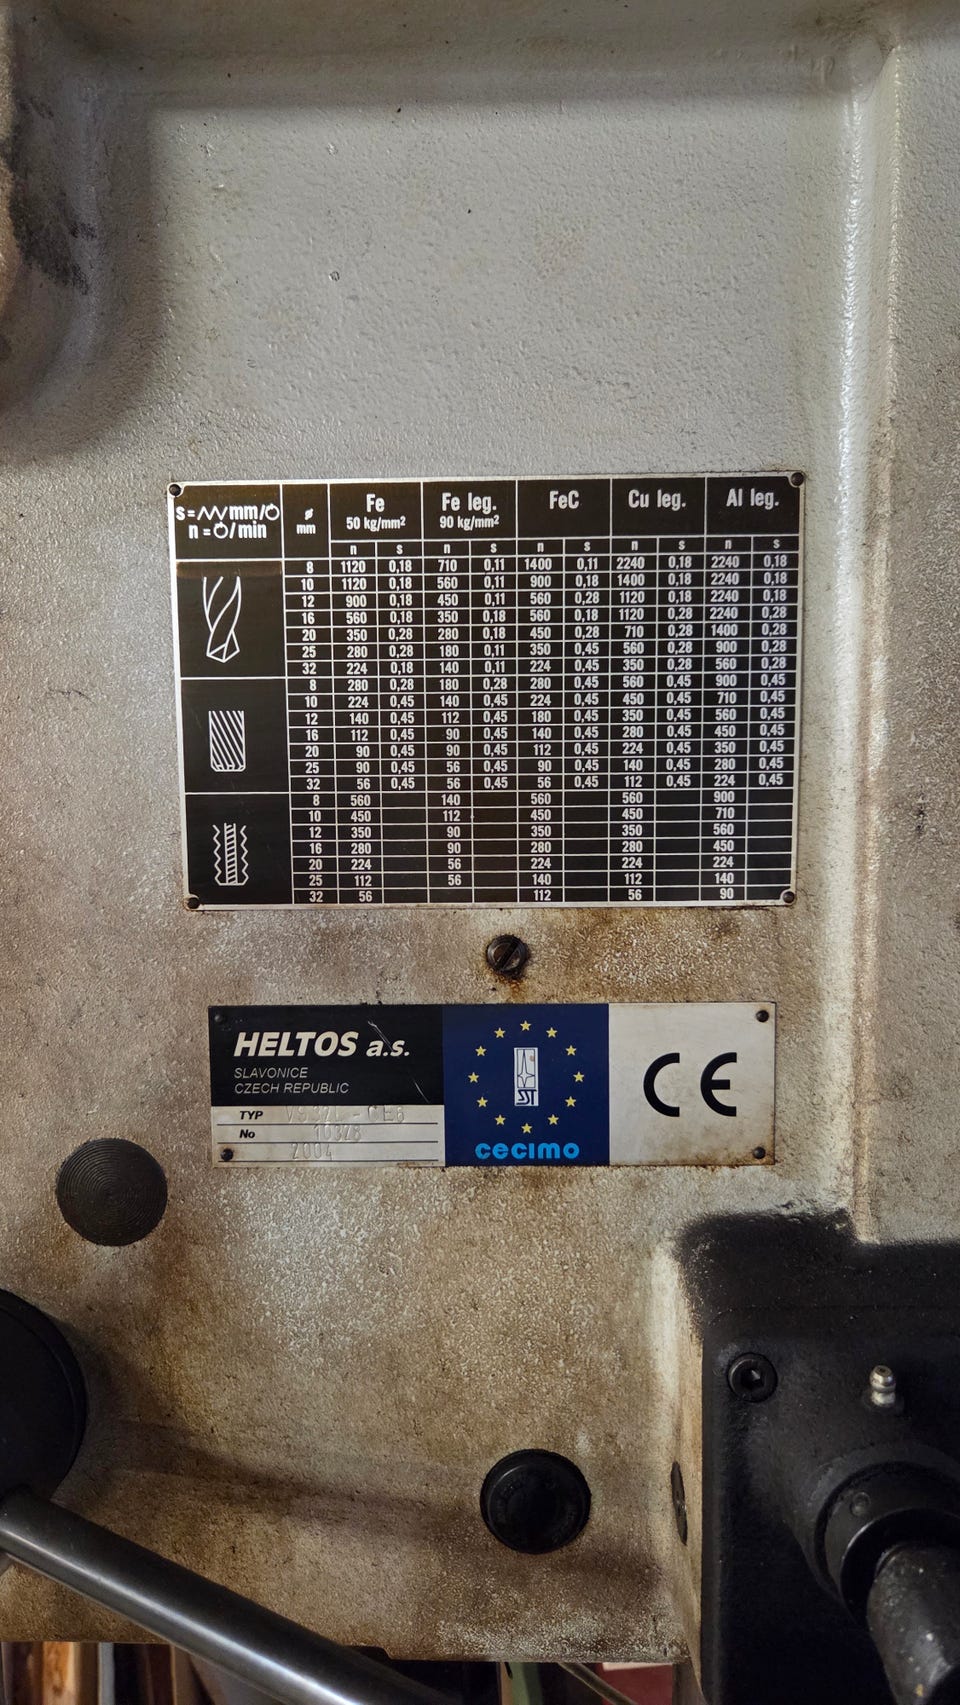 s=mm/ n=/min ø mm Fe 50 kg/mm² Fe leg. 90 kg/mm² FeC Cu leg. Al leg.
n s n s n s n s n s
8 1120 0,18 710 0,11 1400 0,11 2240 0,18 2240 0,18
10 1120 0,18 560 0,11 900 0,18 1400 0,18 2240 0,18
12 900 0,18 450 0,11 560 0,28 1120 0,18 2240 0,18
16 560 0,18 350 0,18 560 0,18 1120 0,28 2240 0,28
20 350 0,28 280 0,18 450 0,28 710 0,28 1400 0,28
25 280 0,28 180 0,11 350 0,45 560 0,28 900 0,28
32 224 0,18 140 0,11 224 0,45 350 0,28 560 0,28
8 280 0,28 180 0,28 280 0,45 560 0,45 900 0,45
10 224 0,45 140 0,45 224 0,45 450 0,45 710 0,45
12 140 0,45 112 0,45 180 0,45 350 0,45 560 0,45
16 112 0,45 90 0,45 140 0,45 280 0,45 450 0,45
20 90 0,45 90 0,45 112 0,45 224 0,45 350 0,45
25 90 0,45 56 0,45 90 0,45 140 0,45 280 0,45
32 56 0,45 56 0,45 56 0,45 112 0,45 224 0,45
8 560 140 560 560 900
10 450 112 450 450 710
12 350 90 350 350 560
16 280 90 280 280 450
20 224 56 224 224 224
25 112 56 140 112 140
32 56 112 56 90
HELTOS a.s.
SLAVONICE
CZECH REPUBLIC
TYP VS32L-CE6
No 10328
2004
SST
cecimo
CE